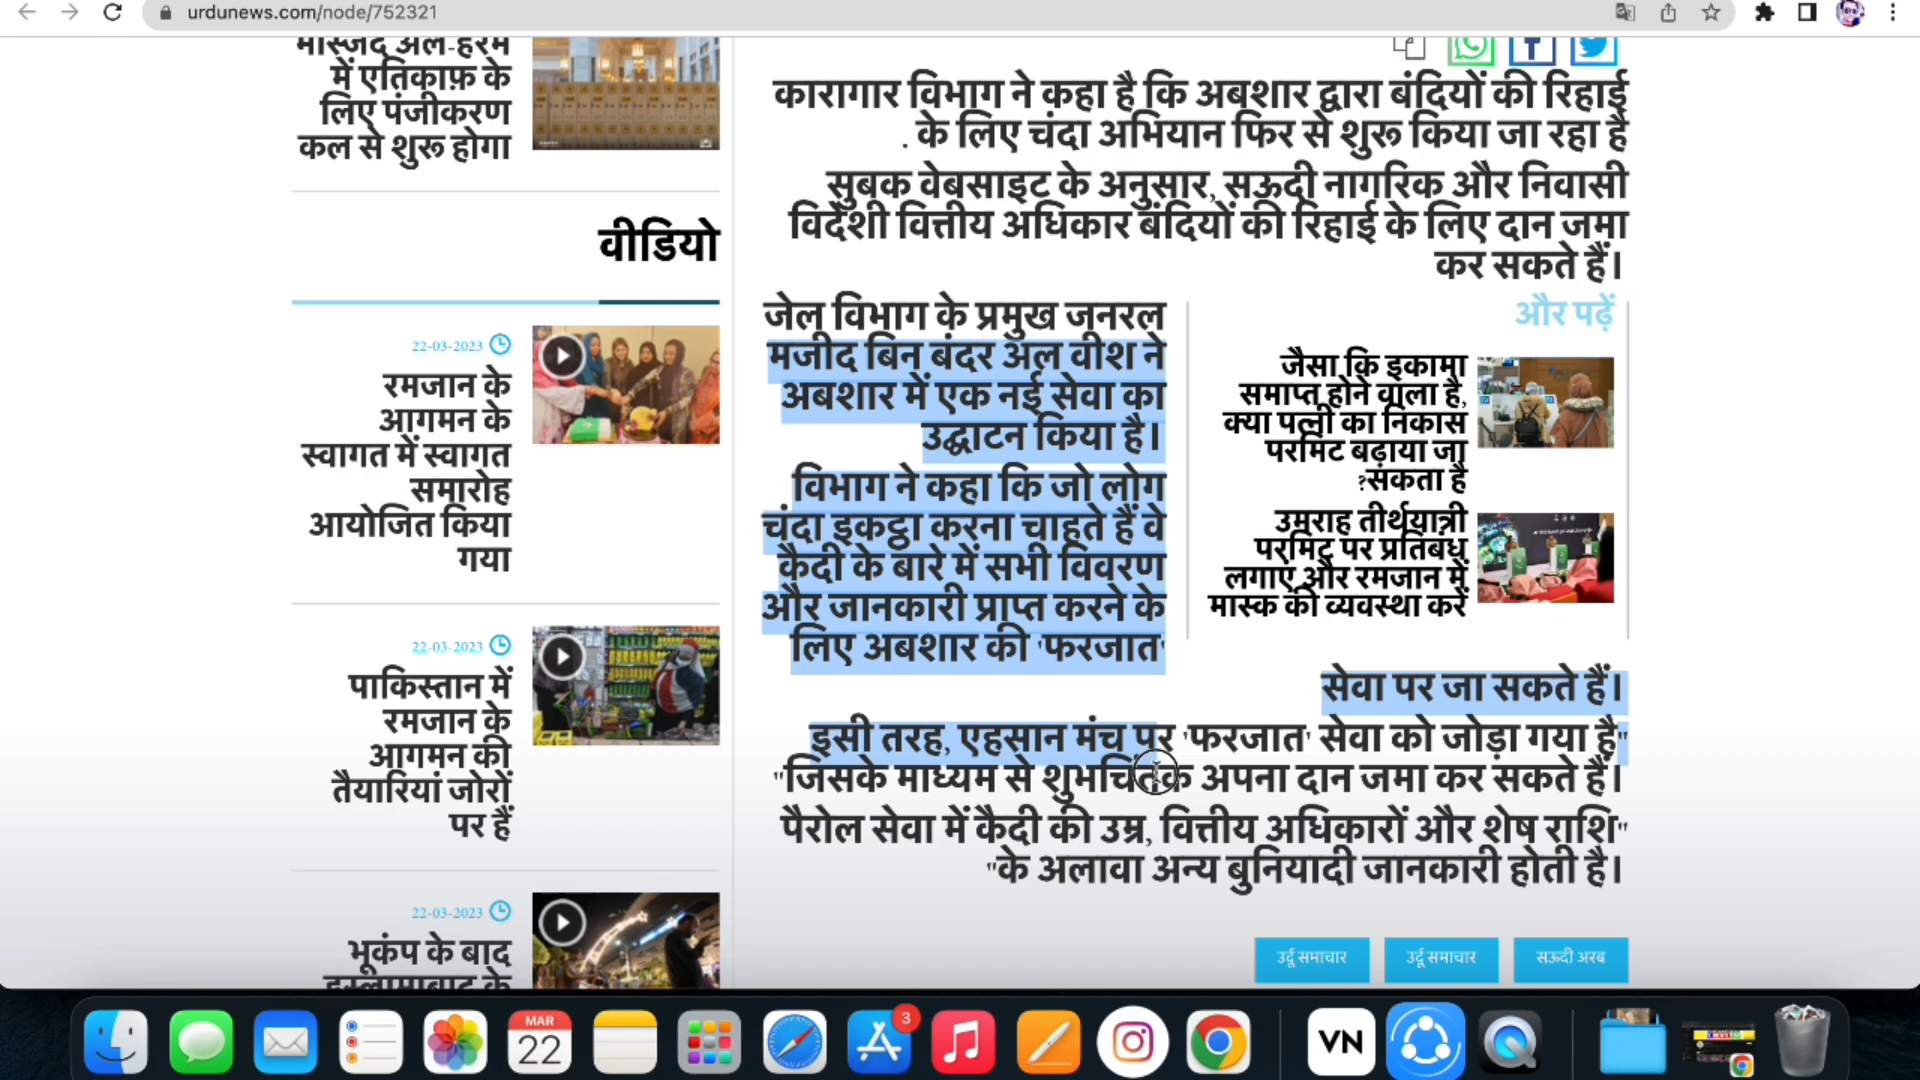 urdunews.com/node/752321
मस्जिद अल-हरम
में एतिकाफ़ के
लिए पंजीकरण
कल से शुरू होगा
वीडियो
22-03-2023
रमजान के
आगमन के
स्वागत में स्वागत
समारोह
आयोजित किया
गया
22-03-2023
पाकिस्तान में
रमजान के
आगमन की
तैयारियां जोरों
पर हैं
22-03-2023
भूकंप के बाद
इस्लामाबाद के
कारागार विभाग ने कहा है कि अबशार द्वारा बंदियों की रिहाई
. के लिए चंदा अभियान फिर से शुरू किया जा रहा है
सुबक वेबसाइट के अनुसार, सऊदी नागरिक और निवासी
विदेशी वित्तीय अधिकार बंदियों की रिहाई के लिए दान जमा
कर सकते हैं।
जेल विभाग के प्रमुख जनरल
मजीद बिन बंदर अल वीश ने
अबशार में एक नई सेवा का
उद्घाटन किया है।
विभाग ने कहा कि जो लोग
चंदा इकट्ठा करना चाहते हैं वे
कैदी के बारे में सभी विवरण
और जानकारी प्राप्त करने के
लिए अबशार की 'फरजात'
सेवा पर जा सकते हैं।
इसी तरह, एहसान मंच पर 'फरजात' सेवा को जोड़ा गया है"
"जिसके माध्यम से शुभचिंतक अपना दान जमा कर सकते हैं।
पैरोल सेवा में कैदी की उम्र, वित्तीय अधिकारों और शेष राशि"
"के अलावा अन्य बुनियादी जानकारी होती है।
और पढ़ें
जैसा कि इकामा
समाप्त होने वाला है,
क्या पत्नी का निकास
परमिट बढ़ाया जा
?सकता है
उमराह तीर्थयात्री
परमिट पर प्रतिबंध
लगाएं और रमजान में
मास्क की व्यवस्था करें
उर्दू समाचार
उर्दू समाचार
सऊदी अरब
MAR
22
3
VN